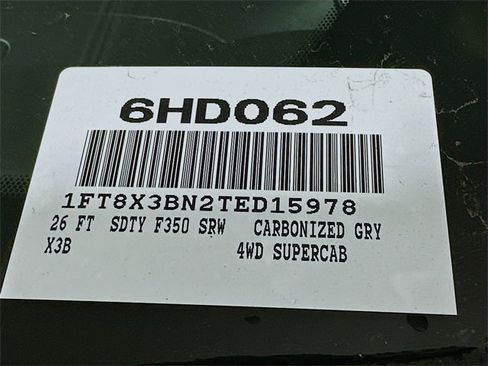 6HD062
1FT8X3BN2TED15978
26 FT SDTY F350 SRW CARBONIZED GRY
X3B 4WD SUPERCAB